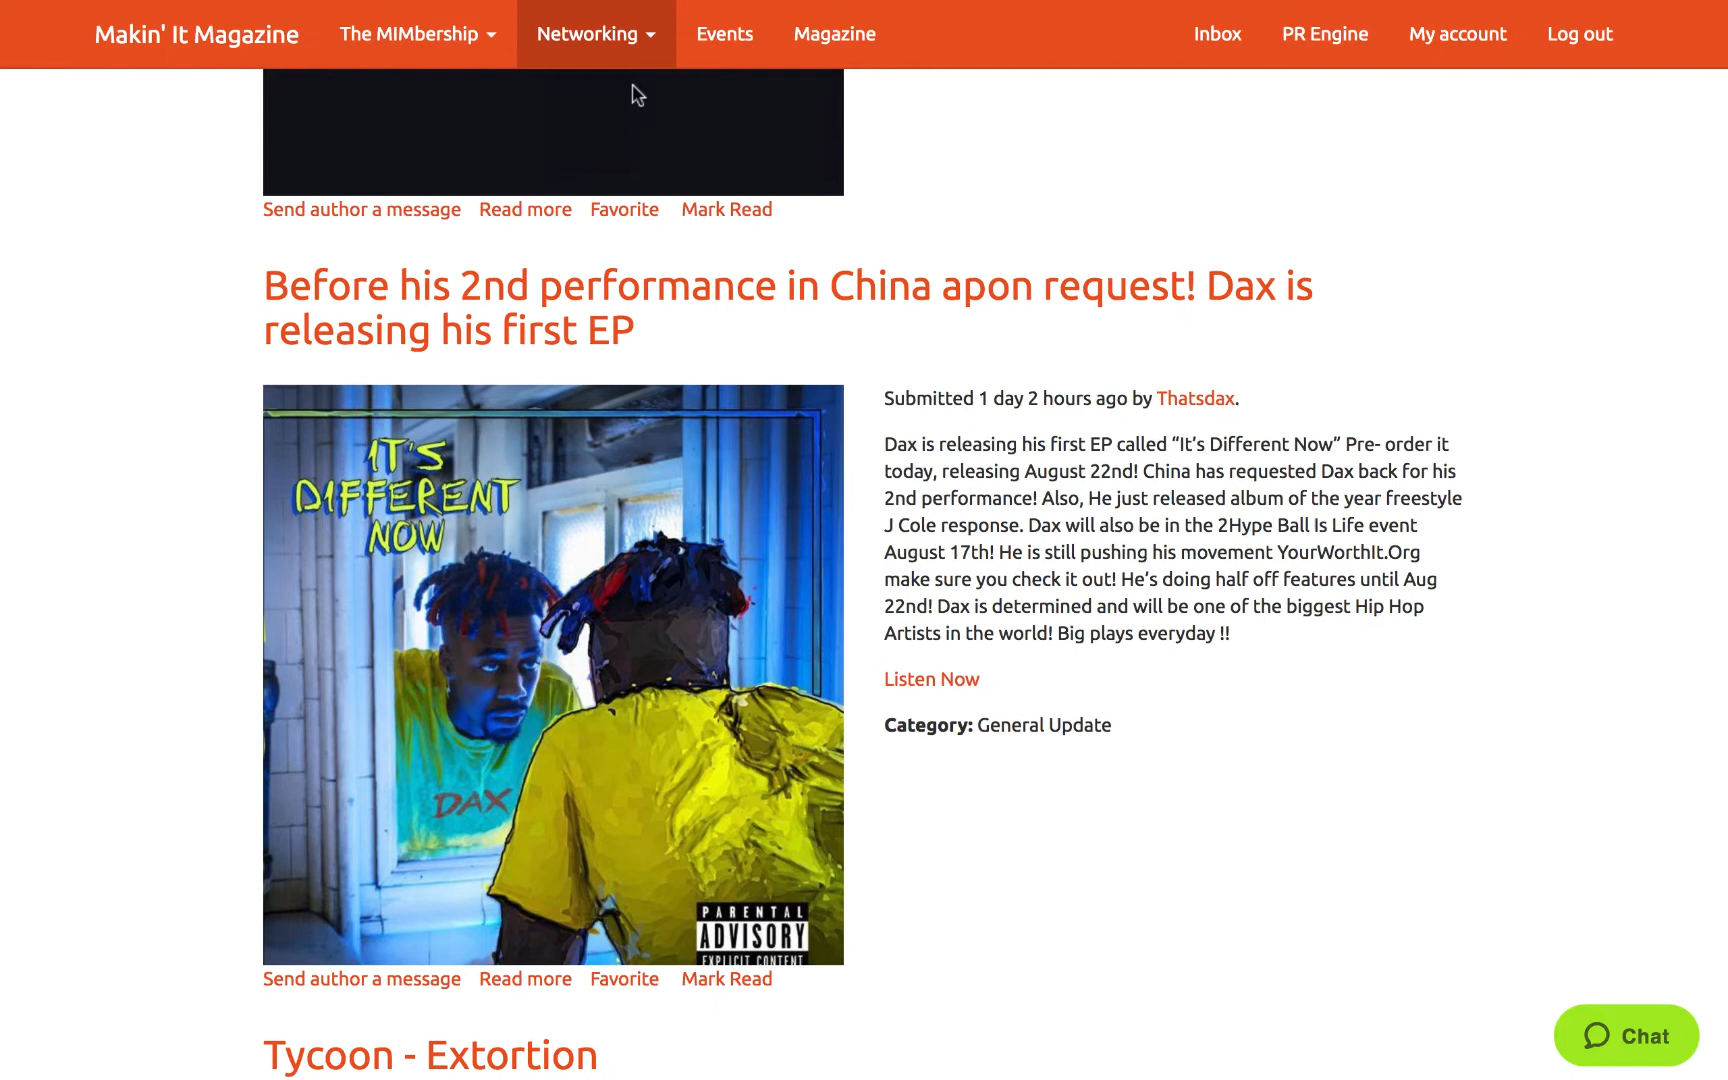 Makin' It Magazine The MIMbership Networking Events Magazine Inbox PR Engine My account Log out
Send author a message Read more Favorite Mark Read
Before his 2nd performance in China apon request! Dax is
releasing his first EP
IT'S
DIFFERENT
NOW
DAX
PARENTAL
ADVISORY
EXPLICIT CONTENT
Submitted 1 day 2 hours ago by Thatsdax.
Dax is releasing his first EP called “It’s Different Now” Pre- order it
today, releasing August 22nd! China has requested Dax back for his
2nd performance! Also, He just released album of the year freestyle
J Cole response. Dax will also be in the 2Hype Ball Is Life event
August 17th! He is still pushing his movement YourWorthIt.Org
make sure you check it out! He’s doing half off features until Aug
22nd! Dax is determined and will be one of the biggest Hip Hop
Artists in the world! Big plays everyday !!
Listen Now
Category: General Update
Send author a message Read more Favorite Mark Read
Tycoon - Extortion
Chat